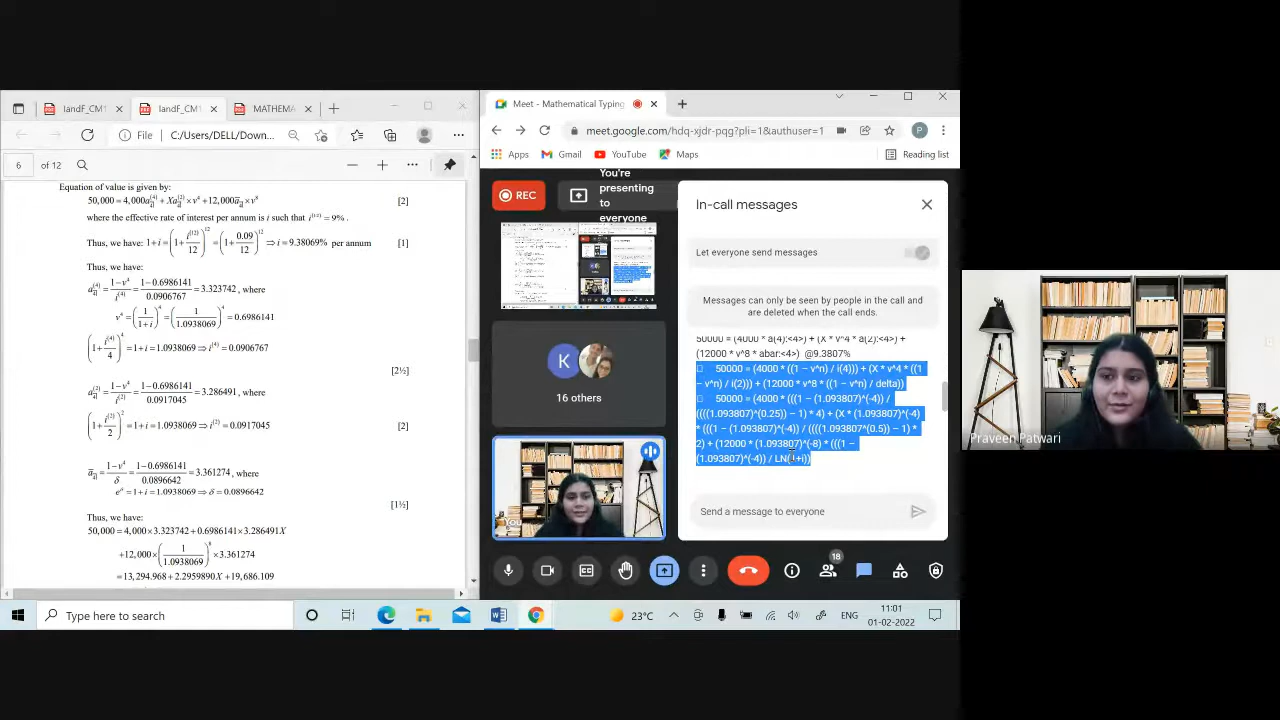 IandF_CM1
IandF_CM1
MATHEMA
File
C:/Users/DELL/Down...
6
of 12
Equation of value is given by:
50,000 = 4,000a(4)4| + Xa(2)4| × v⁴ + 12,000ā4| × v⁸
[2]
where the effective rate of interest per annum is i such that i(12) = 9% .
Thus, we have: 1+i = (1 + i(12)/12)^12 = (1 + 0.09/12)^12 ⇒ i = 9.38069% per annum
[1]
Thus, we have:
a(4)4| = 1−v⁴/i(4) = 1−0.6986141/0.0906767 = 3.323742, where
v⁴ = (1/1+i)⁴ = (1/1.0938069)⁴ = 0.6986141
(1 + i(4)/4)⁴ = 1+i = 1.0938069 ⇒ i(4) = 0.0906767
[2½]
a(2)4| = 1−v⁴/i(2) = 1−0.6986141/0.0917045 = 3.286491, where
(1 + i(2)/2)² = 1+i = 1.0938069 ⇒ i(2) = 0.0917045
[2]
ā4| = 1−v⁴/δ = 1−0.6986141/0.0896642 = 3.361274, where
e^δ = 1+i = 1.0938069 ⇒ δ = 0.0896642
[1½]
Thus, we have:
50,000 = 4,000×3.323742+0.6986141×3.286491X
+12,000×(1/1.0938069)⁸×3.361274
=13,294.968+2.2959890X+19,686.109
Type here to search
Meet - Mathematical Typing
meet.google.com/hdq-xjdr-pqg?pli=1&authuser=1
P
Apps
Gmail
YouTube
Maps
Reading list
REC
You're
presenting
to
everyone
K
16 others
You
In-call messages
Let everyone send messages
Messages can only be seen by people in the call and
are deleted when the call ends.
50000 = (4000 * a(4):<4>) + (X * v^4 * a(2):<4>) +
(12000 * v^8 * abar:<4>) @9.3807%
50000 = (4000 * ((1 − v^n) / i(4))) + (X * v^4 * ((1
− v^n) / i(2))) + (12000 * v^8 * ((1 − v^n) / delta))
50000 = (4000 * (((1 − (1.093807)^(-4)) /
((((1.093807)^(0.25)) − 1) * 4) + (X * (1.093807)^(-4)
* (((1 − (1.093807)^(-4)) / ((((1.093807)^(0.5)) − 1) *
2) + (12000 * (1.093807)^(-8) * (((1 −
(1.093807)^(-4)) / LN(1+i))
Send a message to everyone
18
23°C
ENG
11:01
01-02-2022
Praveen Patwari